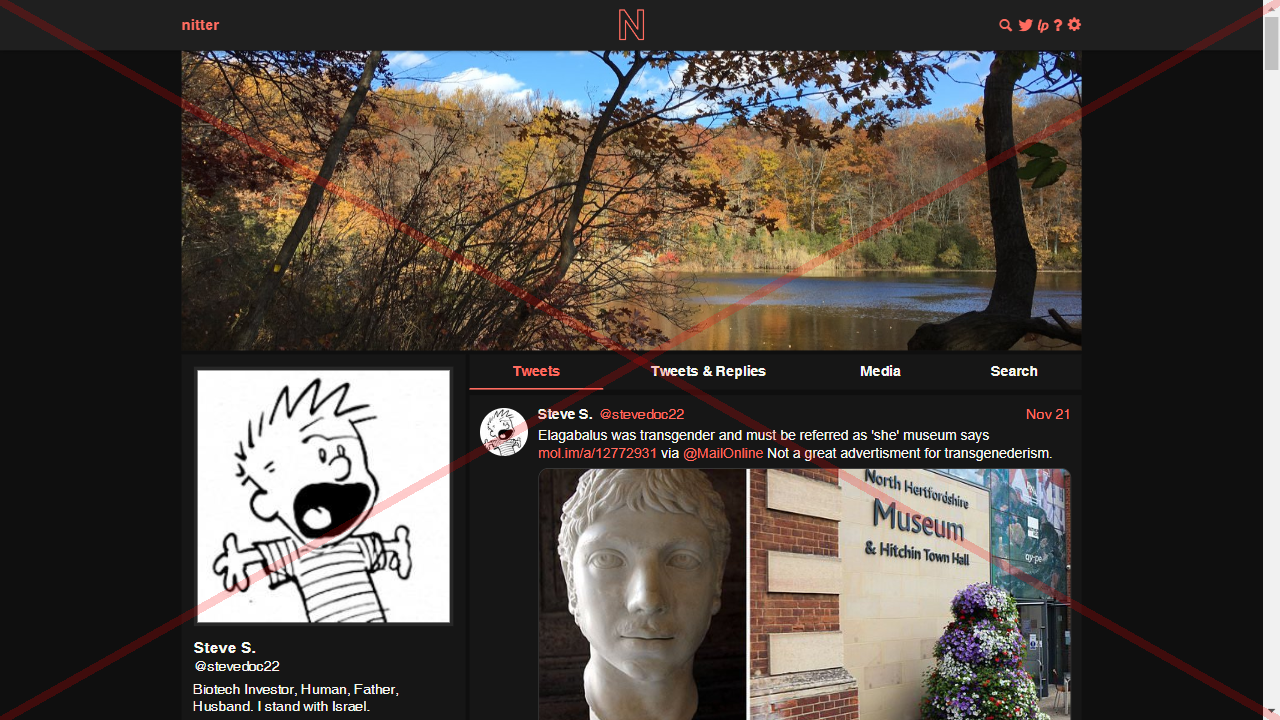 nitter
N
lp ?
Tweets
Tweets & Replies
Media
Search
Steve S. @stevedoc22 Nov 21
Elagabalus was transgender and must be referred as 'she' museum says
mol.im/a/12772931 via @MailOnline Not a great advertisment for transgenederism.
North Hertfordshire
Museum
& Hitchin Town Hall
Steve S.
@stevedoc22
Biotech Investor, Human, Father,
Husband. I stand with Israel.